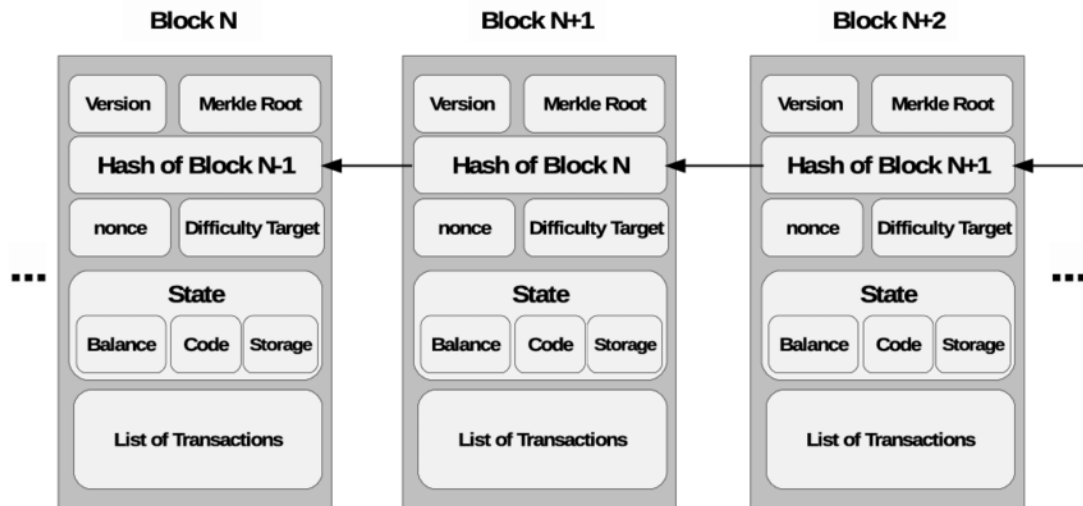 Block N
Block N+1
Block N+2
Version
Merkle Root
Version
Merkle Root
Version
Merkle Root
Hash of Block N-1
Hash of Block N
Hash of Block N+1
nonce
Difficulty Target
nonce
Difficulty Target
nonce
Difficulty Target
...
...
State
State
State
Balance
Code
Storage
Balance
Code
Storage
Balance
Code
Storage
List of Transactions
List of Transactions
List of Transactions